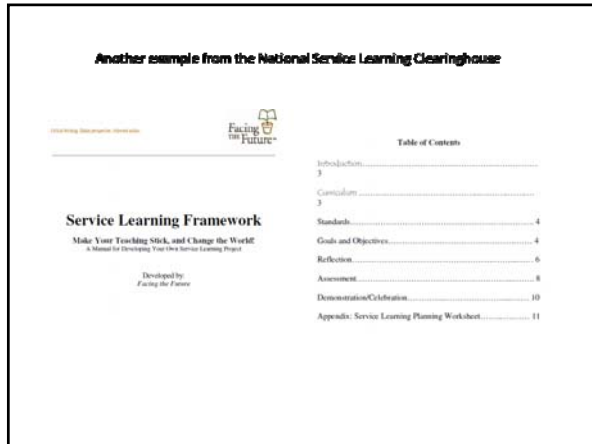 Another example from the National Service Learning Clearinghouse
Facing
THE Future
Service Learning Framework
Make Your Teaching Stick, and Change the World!
A Manual for Developing Your Own Service Learning Project
Developed by:
Facing the Future
Table of Contents
Introduction
3
Curriculum
3
Standards 4
Goals and Objectives 4
Reflection 6
Assessment 8
Demonstration/Celebration 10
Appendix: Service Learning Planning Worksheet 11